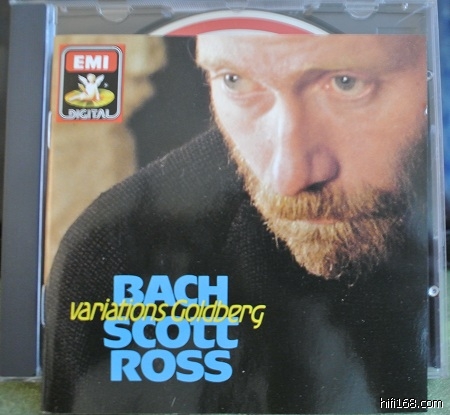 EMI
DIGITAL
BACH
variations Goldberg
SCOTT
ROSS
hifi168.com